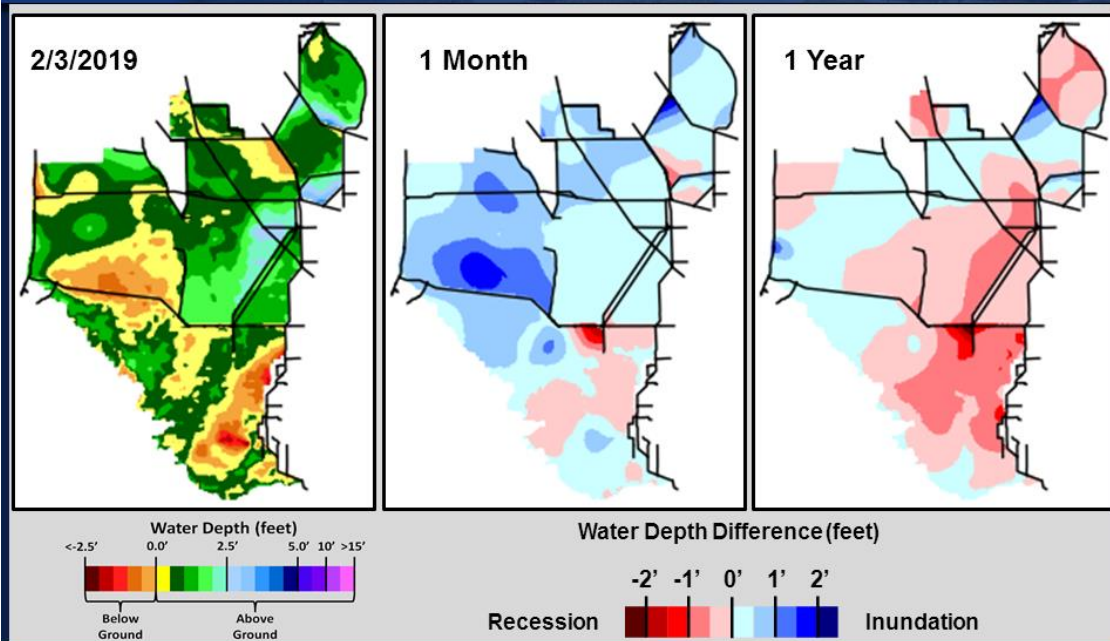 2/3/2019
1 Month
1 Year
Water Depth (feet)
<-2.5' 0.0' 2.5' 5.0' 10' >15'
Below Ground
Above Ground
Water Depth Difference (feet)
-2' -1' 0' 1' 2'
Recession Inundation